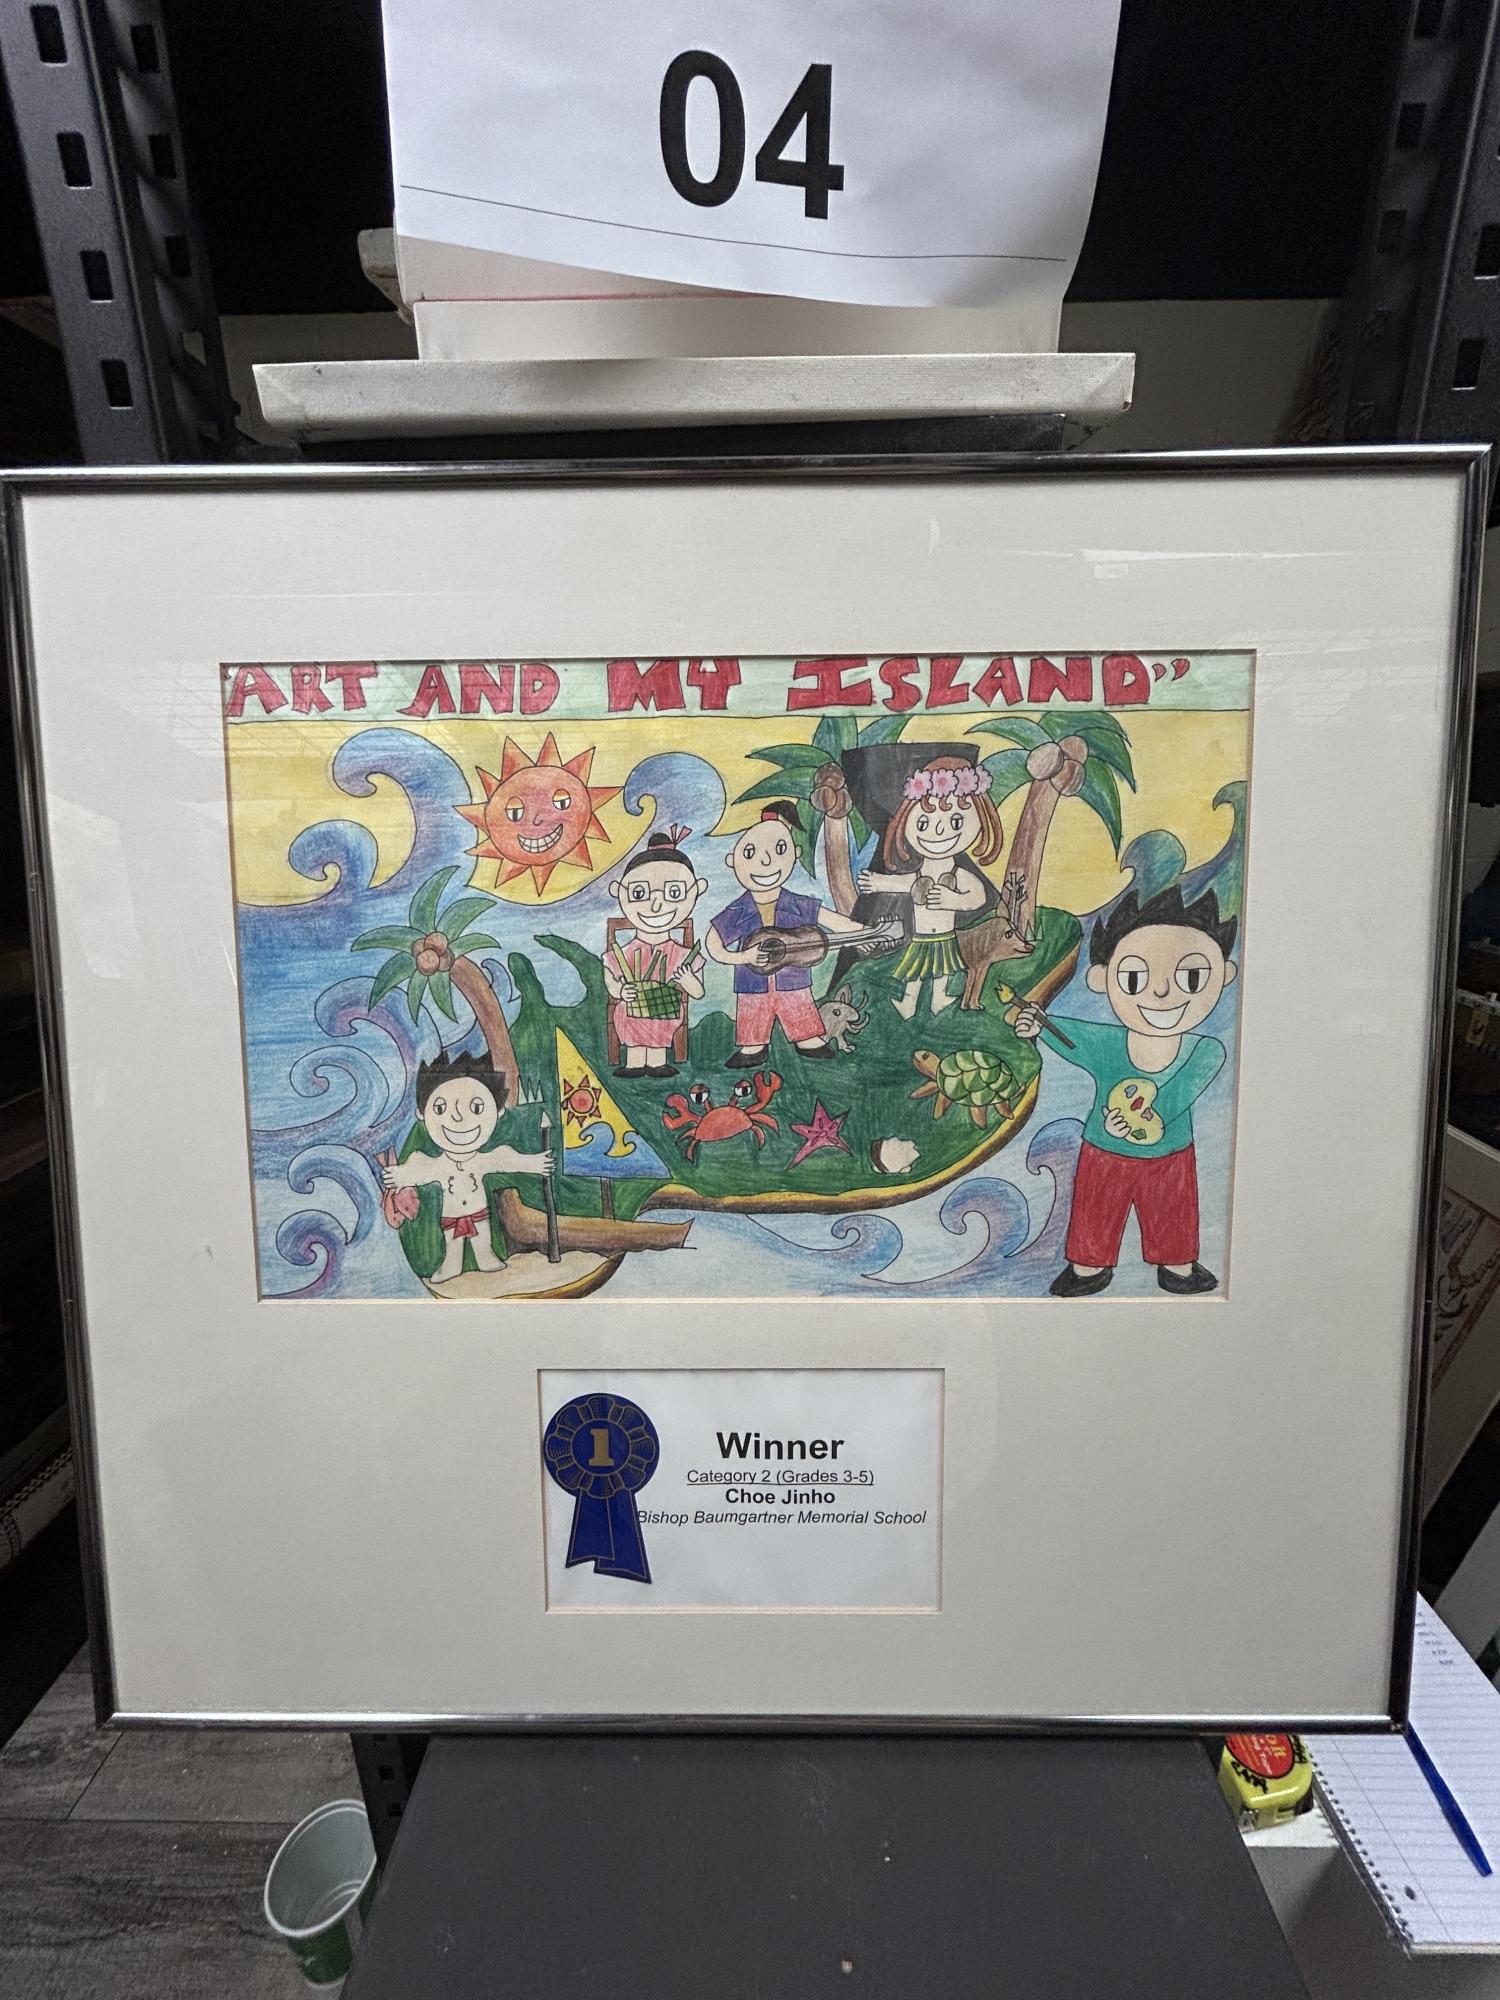 04
"ART AND MY ISLAND"
1
Winner
Category 2 (Grades 3-5)
Choe Jinho
Bishop Baumgartner Memorial School